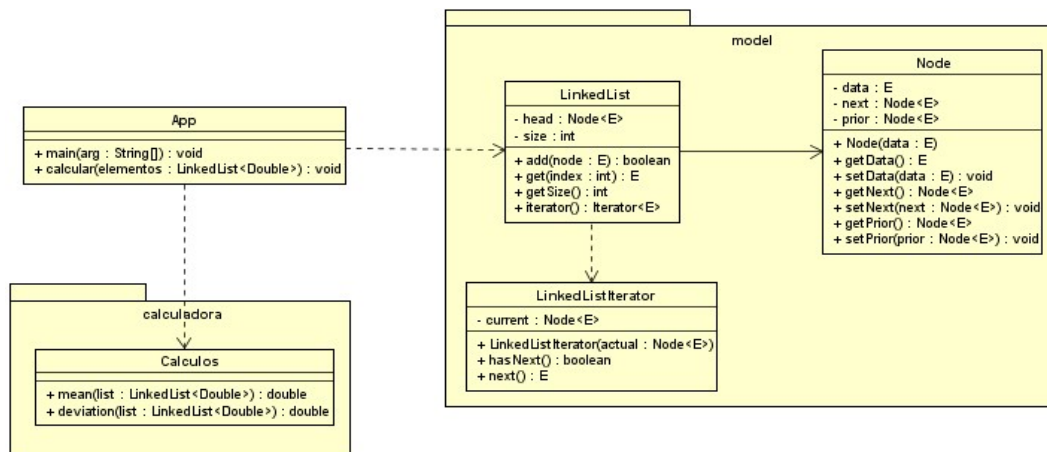 model
Node
- data : E
- next : Node<E>
- prior : Node<E>
+ Node(data : E)
+ getData() : E
+ setData(data : E) : void
+ getNext() : Node<E>
+ setNext(next : Node<E>) : void
+ getPrior() : Node<E>
+ setPrior(prior : Node<E>) : void
LinkedList
- head : Node<E>
- size : int
+ add(node : E) : boolean
+ get(index : int) : E
+ getSize() : int
+ iterator() : Iterator<E>
App
+ main(arg : String[]) : void
+ calcular(elementos : LinkedList<Double>) : void
LinkedListIterator
- current : Node<E>
+ LinkedListIterator(actual : Node<E>)
+ hasNext() : boolean
+ next() : E
calculadora
Calculos
+ mean(list : LinkedList<Double>) : double
+ deviation(list : LinkedList<Double>) : double